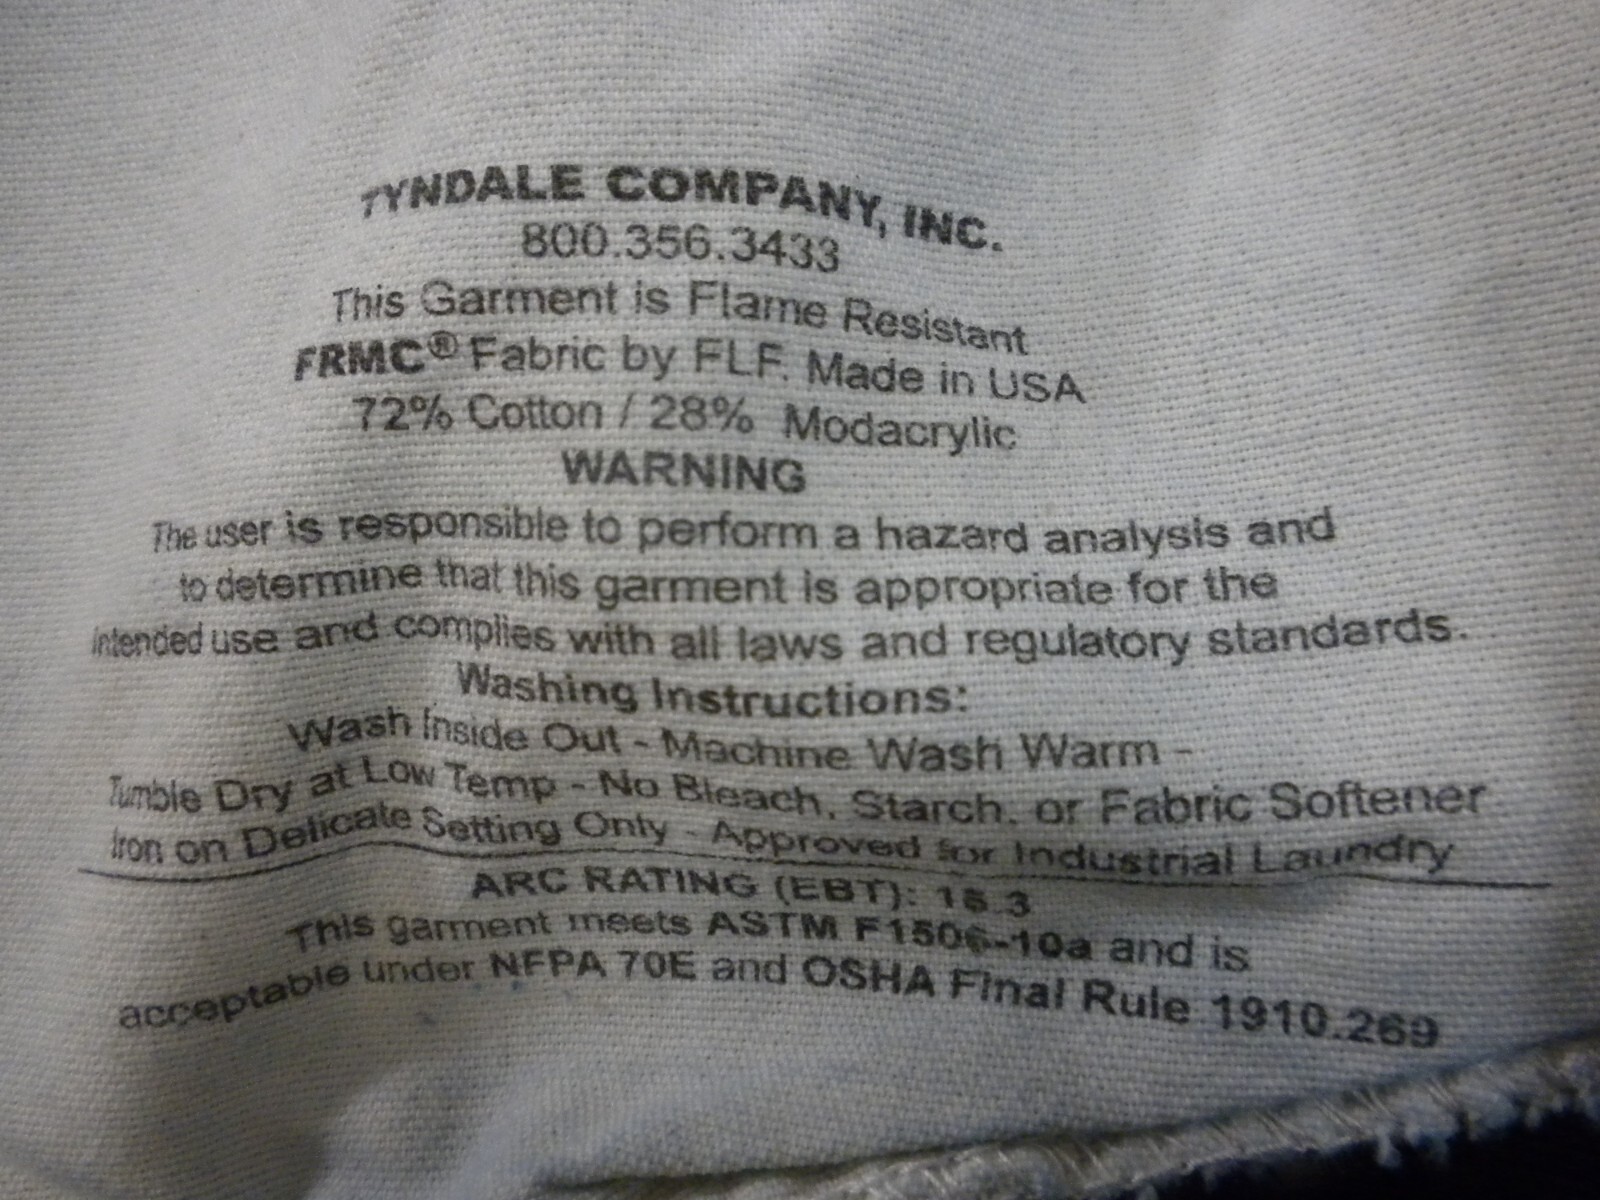 TYNDALE COMPANY, INC.
800.356.3433
This Garment is Flame Resistant
FRMC® Fabric by FLF. Made in USA
72% Cotton / 28% Modacrylic
WARNING
The user is responsible to perform a hazard analysis and
to determine that this garment is appropriate for the
intended use and complies with all laws and regulatory standards.
Washing Instructions:
Wash Inside Out - Machine Wash Warm -
Tumble Dry at Low Temp - No Bleach, Starch, or Fabric Softener
Iron on Delicate Setting Only - Approved for Industrial Laundry
ARC RATING (EBT):
This garment meets ASTM F1506-10a and is
acceptable under NFPA 70E and OSHA Final Rule 1910.269